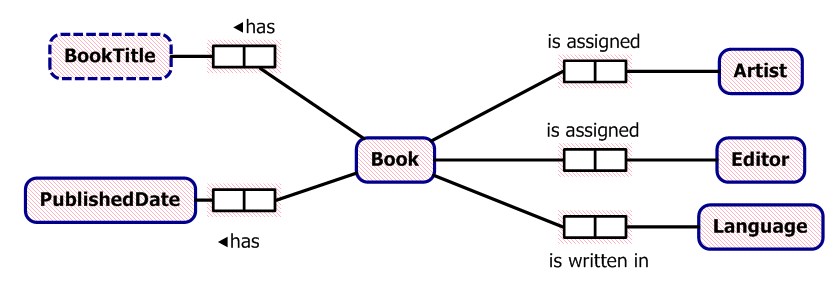 ◄has
BookTitle
is assigned
Artist
is assigned
Book
Editor
PublishedDate
◄has
Language
is written in